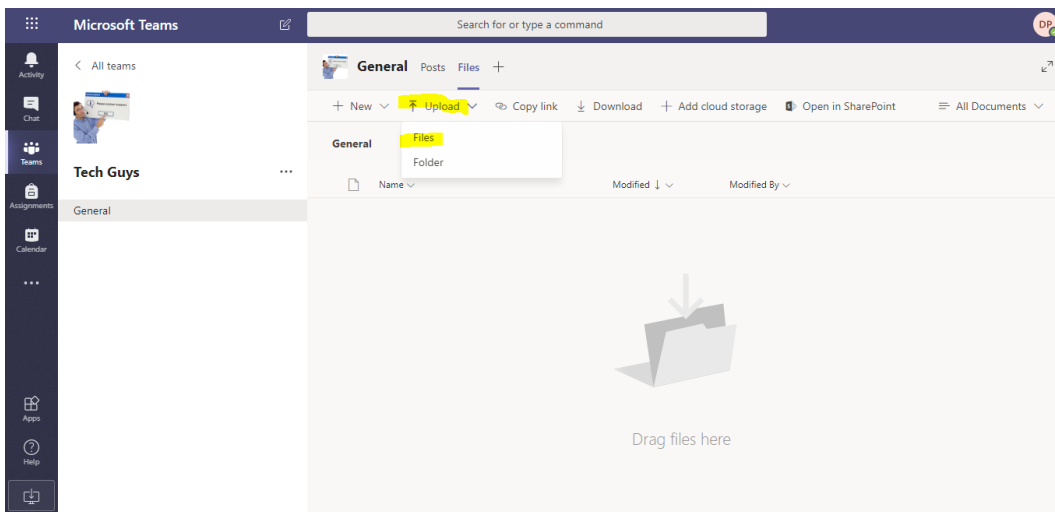 Microsoft Teams
Search for or type a command
DP
Activity
Chat
Teams
Assignments
Calendar
Apps
Help
All teams
Tech Guys
General
General Posts Files
New Upload Copy link Download Add cloud storage Open in SharePoint All Documents
Files
Folder
General
Name Modified Modified By
Drag files here